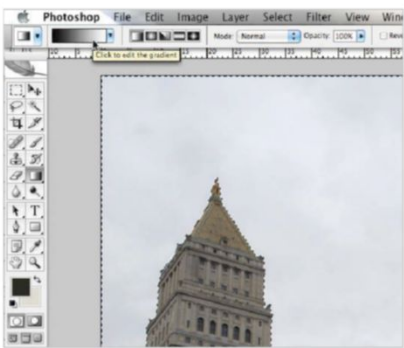 Photoshop File Edit Image Layer Select Filter View
Mode: Normal Opacity: 100%
Click to edit the gradient
T